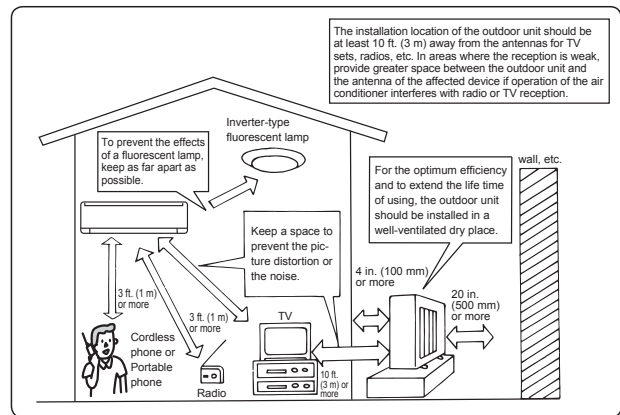 The installation location of the outdoor unit should be
at least 10 ft. (3 m) away from the antennas for TV
sets, radios, etc. In areas where the reception is weak,
provide greater space between the outdoor unit and
the antenna of the affected device if operation of the air
conditioner interferes with radio or TV reception.
Inverter-type
fluorescent lamp
To prevent the effects
of a fluorescent lamp,
keep as far apart as
possible.
wall, etc.
For the optimum efficiency
and to extend the life time
of using, the outdoor unit
should be installed in a
well-ventilated dry place.
Keep a space to
prevent the pic-
ture distortion or
the noise.
4 in. (100 mm)
or more
20 in.
(500 mm)
or more
3 ft. (1 m)
or more
3 ft. (1 m)
or more
TV
Cordless
phone or
Portable
phone
Radio
10 ft.
(3 m) or
more